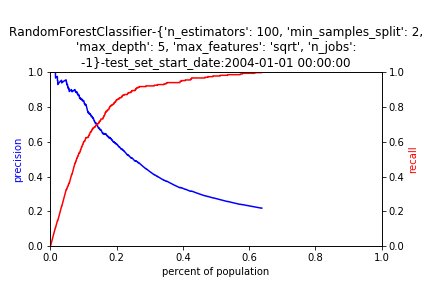 RandomForestClassifier-{'n_estimators': 100, 'min_samples_split': 2,
'max_depth': 5, 'max_features': 'sqrt', 'n_jobs':
-1}-test_set_start_date:2004-01-01 00:00:00
1.0
0.8
0.6
0.4
0.2
0.0
precision
1.0
0.8
0.6
0.4
0.2
0.0
recall
0.0 0.2 0.4 0.6 0.8 1.0
percent of population